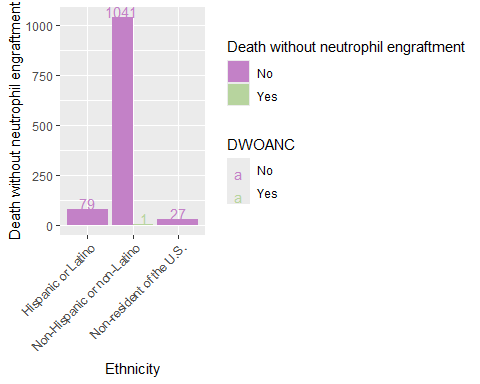 Death without neutrophil engraftment
1000
750
500
250
0
1041
79
1
27
Hispanic or Latino
Non-Hispanic or non-Latino
Non-resident of the U.S.
Ethnicity
Death without neutrophil engraftment
No
Yes
DWOANC
a No
a Yes